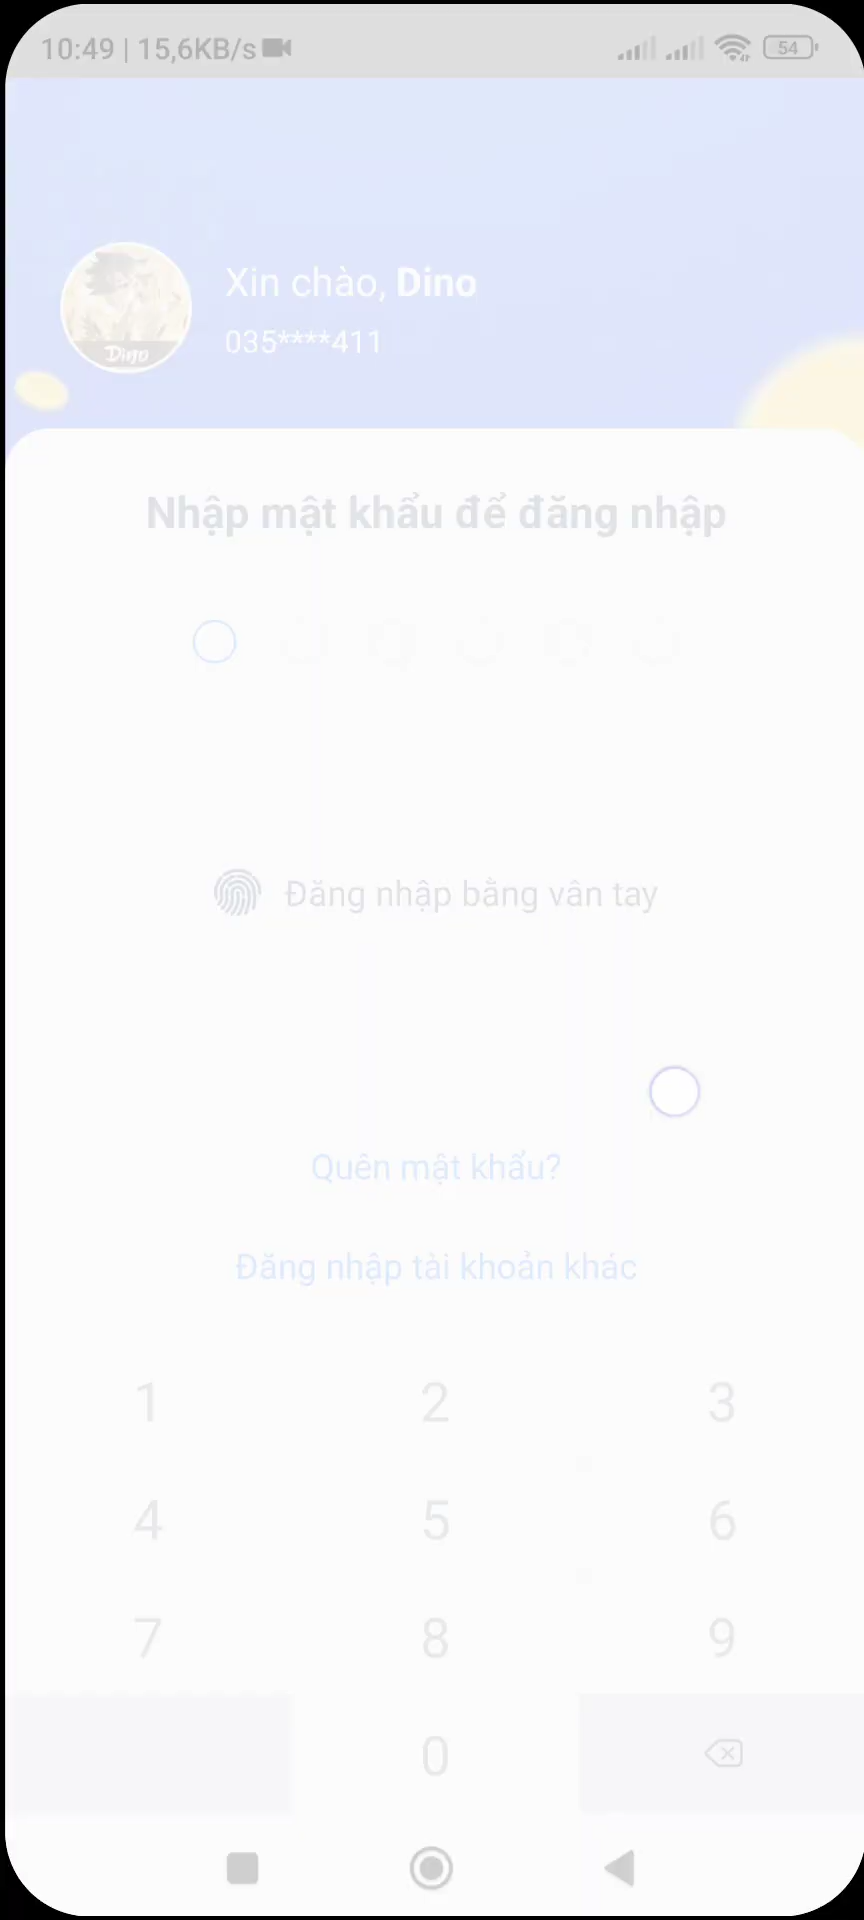 10:49 | 15,6KB/s
54
Xin chào, Dino
035****411
Dino
Nhập mật khẩu để đăng nhập
Đăng nhập bằng vân tay
Quên mật khẩu?
Đăng nhập tài khoản khác
1 2 3
4 5 6
7 8 9
0